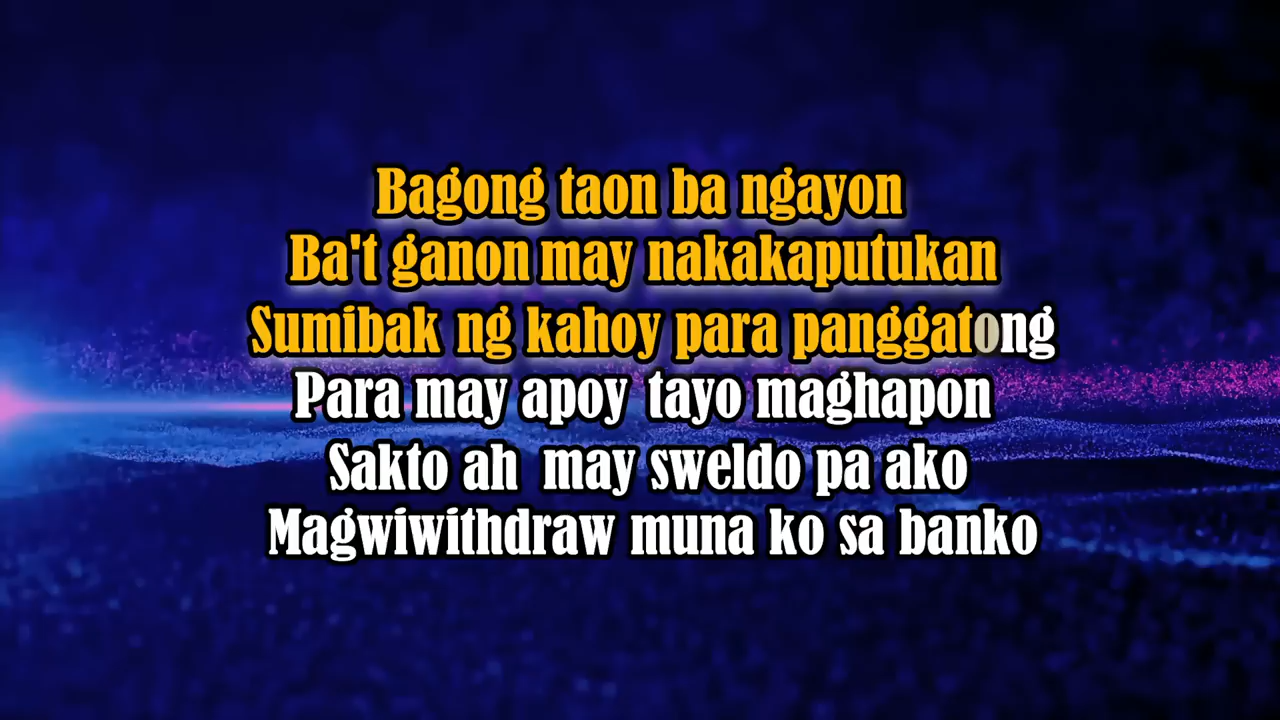 Bagong taon ba ngayon
Ba't ganon may nakakaputukan
Sumibak ng kahoy para panggatong
Para may apoy tayo maghapon
Sakto ah may sweldo pa ako
Magwiwithdraw muna ko sa banko